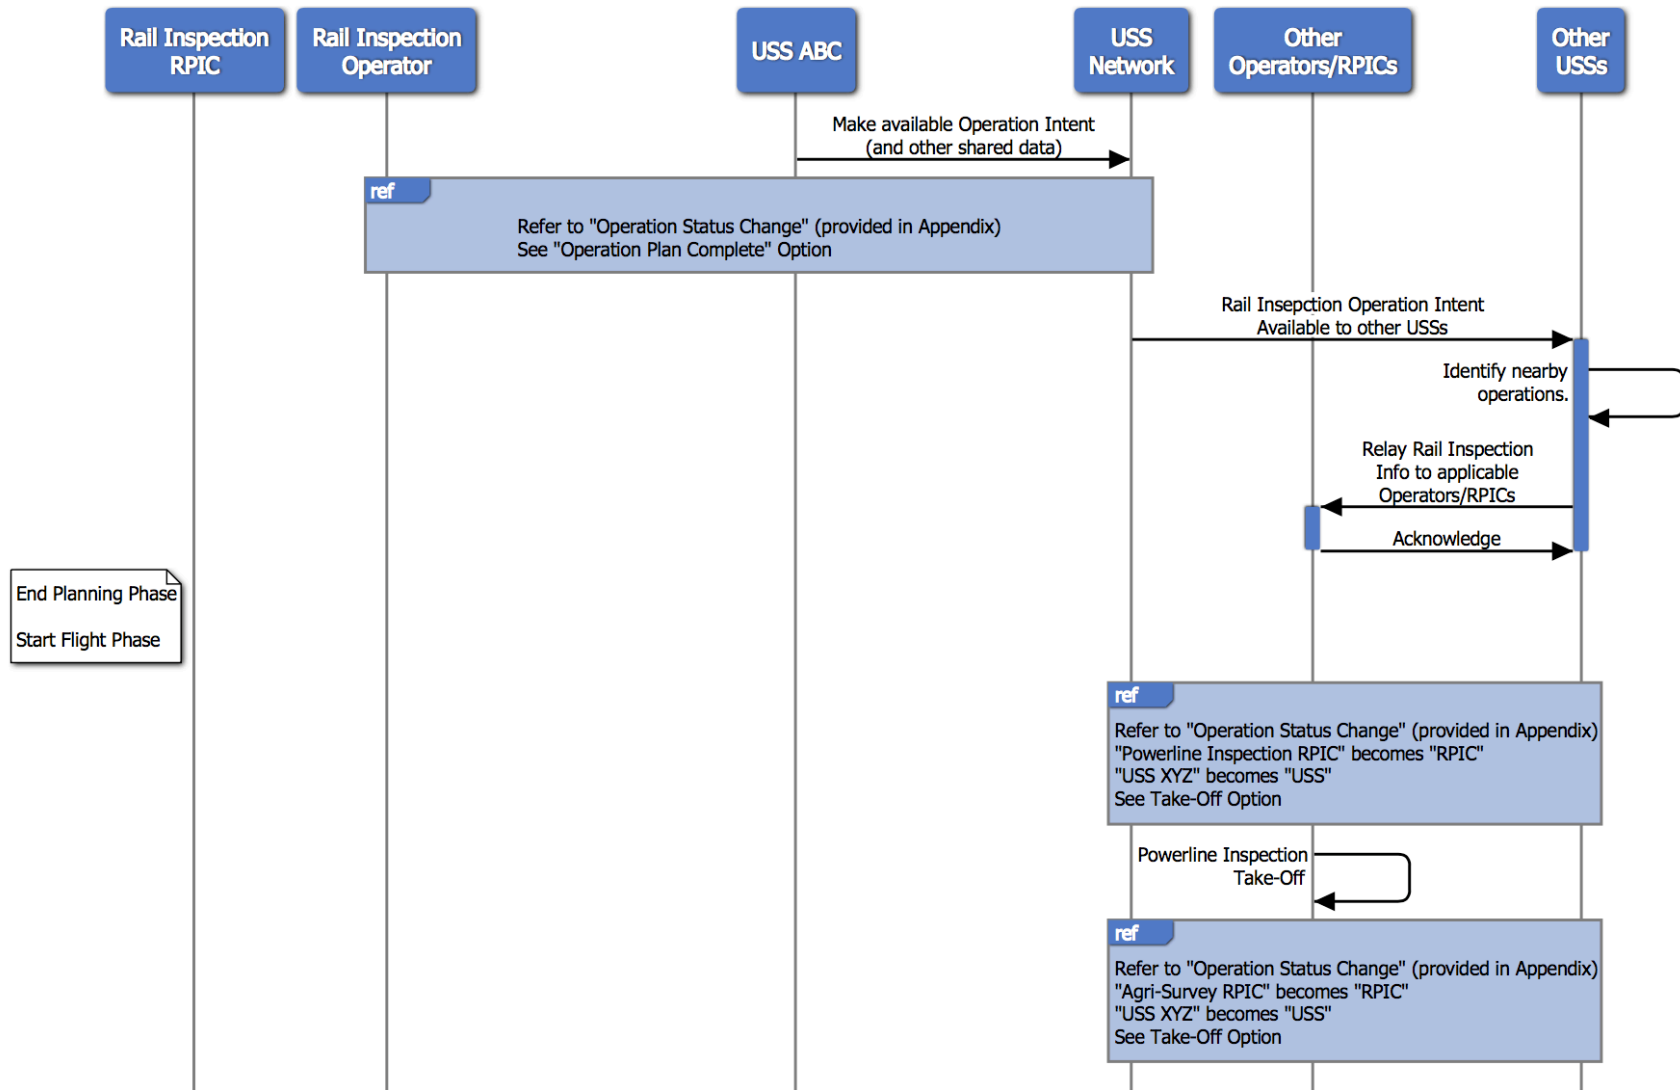 Rail Inspection
RPIC
Rail Inspection
Operator
USS ABC
USS
Network
Other
Operators/RPICs
Other
USSs
Make available Operation Intent
(and other shared data)
ref
Refer to "Operation Status Change" (provided in Appendix)
See "Operation Plan Complete" Option
Rail Insepction Operation Intent
Available to other USSs
Identify nearby
operations.
Relay Rail Inspection
Info to applicable
Operators/RPICs
Acknowledge
End Planning Phase
Start Flight Phase
ref
Refer to "Operation Status Change" (provided in Appendix)
"Powerline Inspection RPIC" becomes "RPIC"
"USS XYZ" becomes "USS"
See Take-Off Option
Powerline Inspection
Take-Off
ref
Refer to "Operation Status Change" (provided in Appendix)
"Agri-Survey RPIC" becomes "RPIC"
"USS XYZ" becomes "USS"
See Take-Off Option